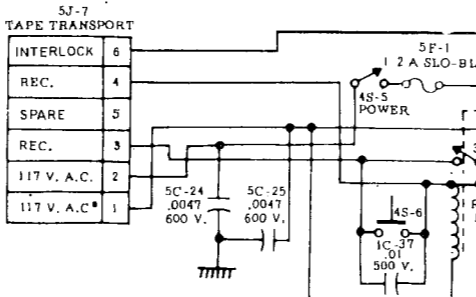 5J-7
TAPE TRANSPORT
INTERLOCK 6
REC. 4
SPARE 5
REC. 3
117 V. A.C. 2
117 V. A.C. 1
5F-1
1 2 A SLO-BL
4S-5
POWER
5C-24
.0047
600 V.
5C-25
.0047
600 V.
4S-6
1C-37
.01
500 V.